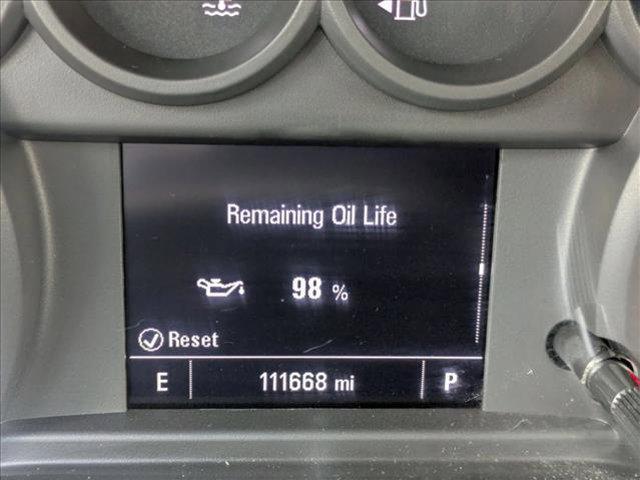 Remaining Oil Life
98 %
Reset
E 111668 mi P